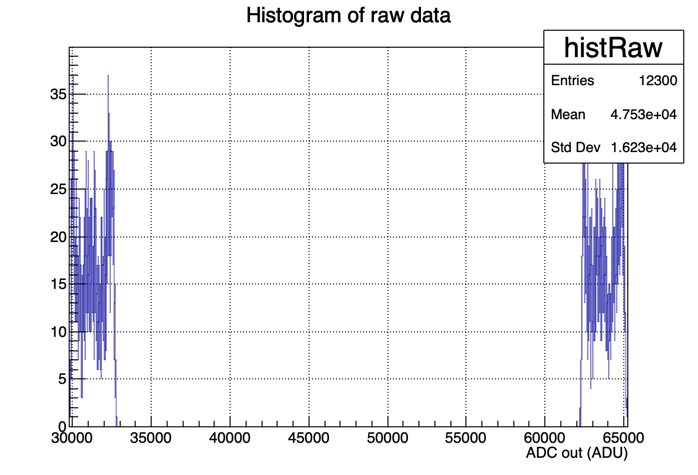 Histogram of raw data
histRaw
Entries 12300
Mean 4.753e+04
Std Dev 1.623e+04
35
30
25
20
15
10
5
0
30000 35000 40000 45000 50000 55000 60000 65000
ADC out (ADU)